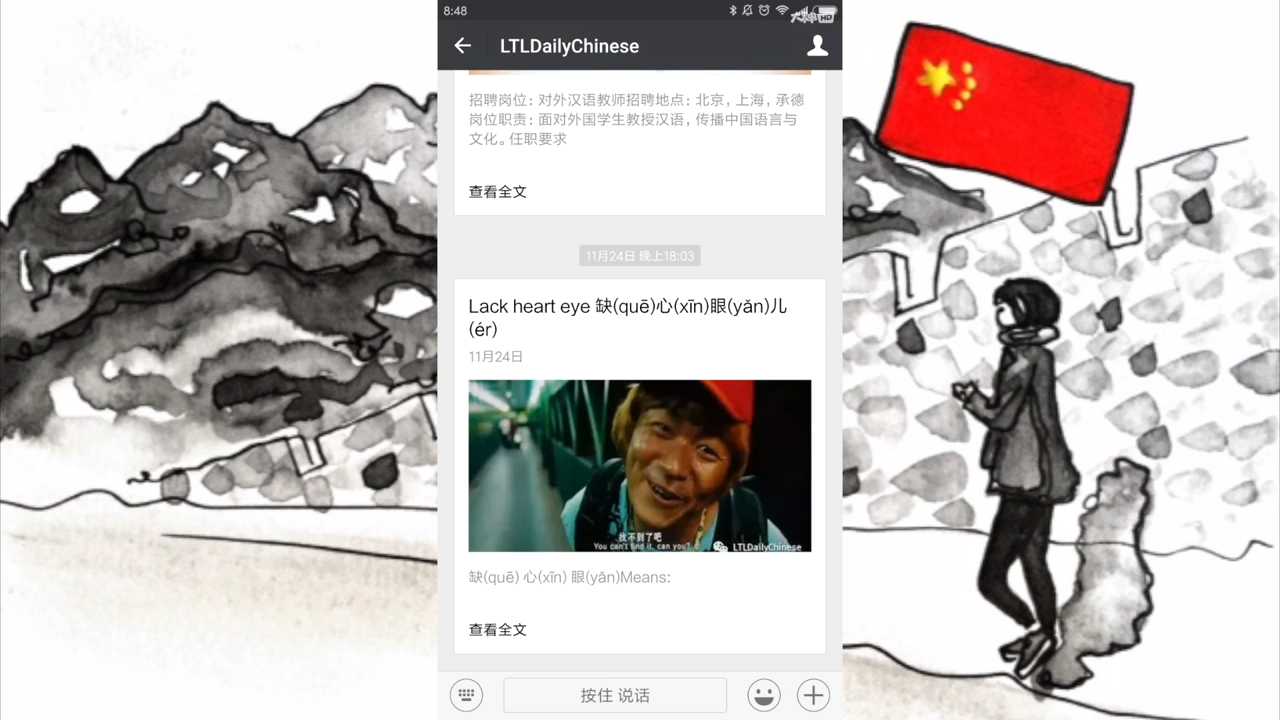 8:48
大神HD
LTLDailyChinese
招聘岗位：对外汉语教师招聘地点：北京，上海，承德
岗位职责：面对外国学生教授汉语，传播中国语言与
文化。任职要求
查看全文
11月24日 晚上18:03
Lack heart eye 缺(quē)心(xīn)眼(yǎn)儿
(ér)
11月24日
找不到了吧
You can't find it, can you?
LTLDailyChinese
缺(quē) 心(xīn) 眼(yǎn)Means:
查看全文
按住 说话